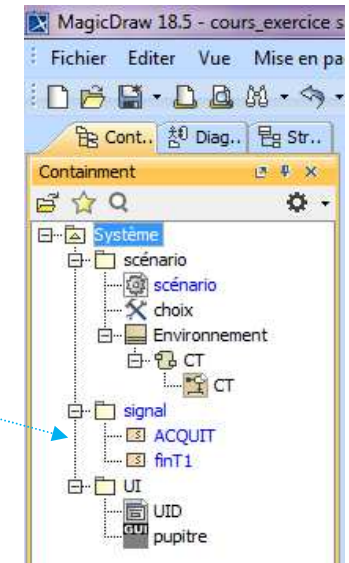 MagicDraw 18.5 - cours_exercice s
Fichier Editer Vue Mise en pa
Cont.. Diag.. Str..
Containment
Système
scénario
scénario
choix
Environnement
CT
CT
signal
ACQUIT
finT1
UI
UID
GUI pupitre